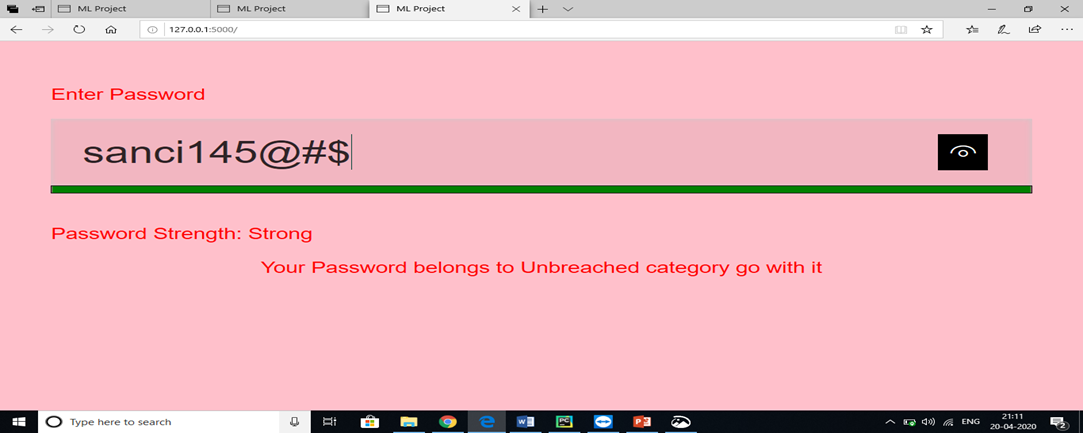 ML Project
ML Project
ML Project
127.0.0.1:5000/
Enter Password
sanci145@#$
Password Strength: Strong
Your Password belongs to Unbreached category go with it
Type here to search
ENG
21:11
20-04-2020
2